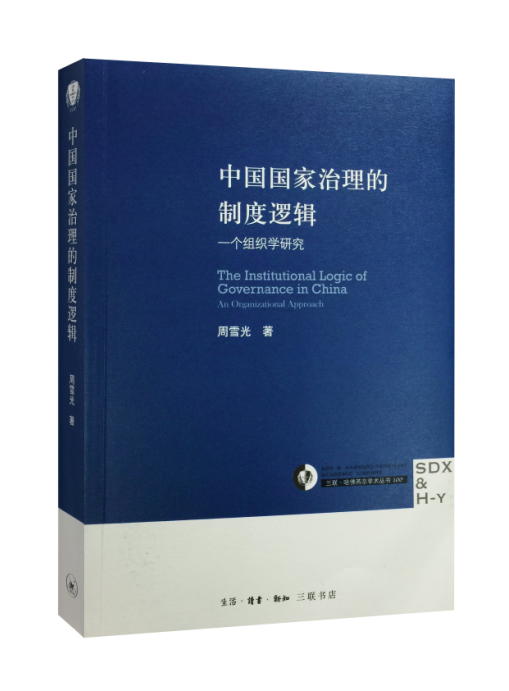 中国国家治理的制度逻辑
周雪光 著
中国国家治理的
制度逻辑
一个组织学研究
The Institutional Logic of
Governance in China
An Organizational Approach
周雪光 著
三联·哈佛燕京学术丛书 100
SDX
&
H-Y
生活·讀書·新知 三联书店